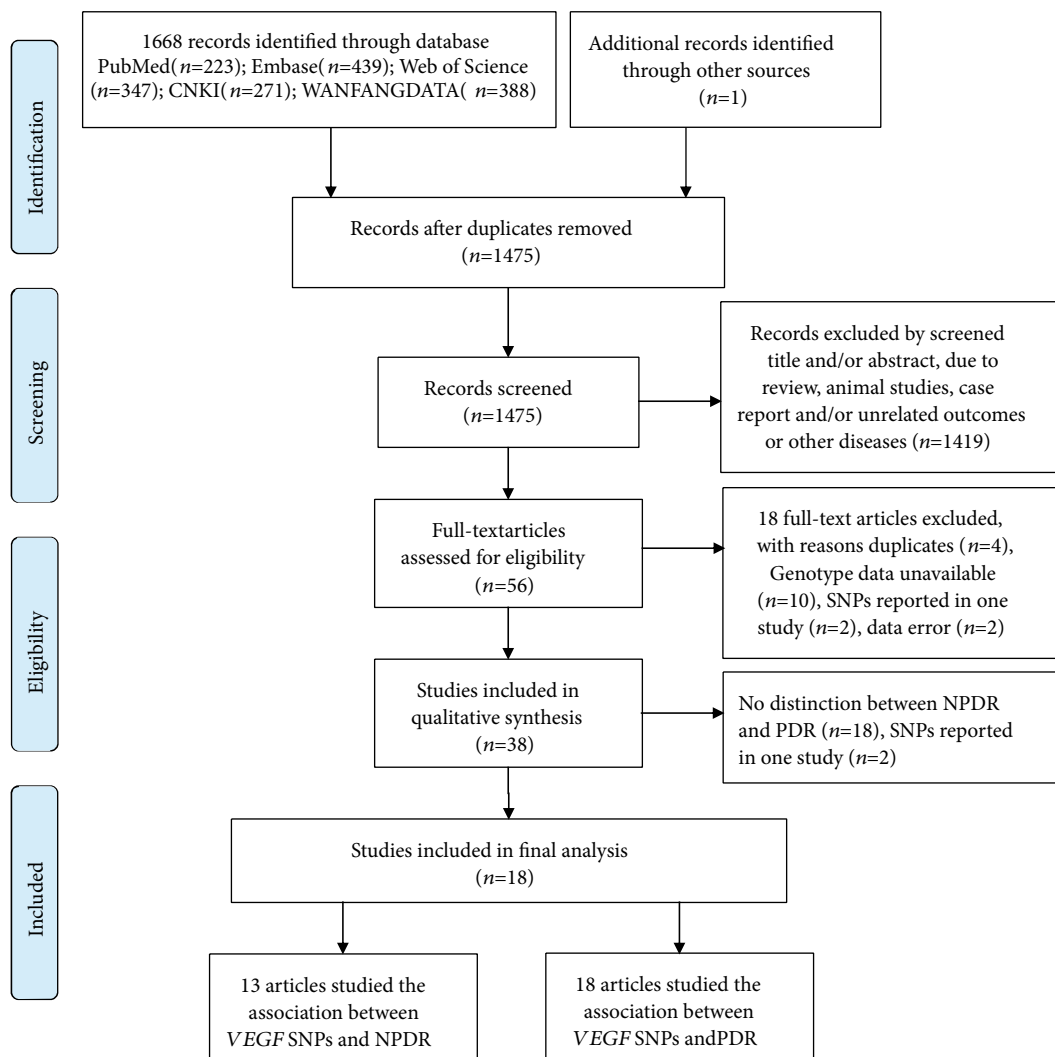 Identification
1668 records identified through database
PubMed(n=223); Embase(n=439); Web of Science
(n=347); CNKI(n=271); WANFANGDATA( n=388)
Additional records identified
through other sources
(n=1)
Records after duplicates removed
(n=1475)
Screening
Records screened
(n=1475)
Records excluded by screened
title and/or abstract, due to
review, animal studies, case
report and/or unrelated outcomes
or other diseases (n=1419)
Eligibility
Full-textarticles
assessed for eligibility
(n=56)
18 full-text articles excluded,
with reasons duplicates (n=4),
Genotype data unavailable
(n=10), SNPs reported in one
study (n=2), data error (n=2)
Studies included in
qualitative synthesis
(n=38)
No distinction between NPDR
and PDR (n=18), SNPs reported
in one study (n=2)
Included
Studies included in final analysis
(n=18)
13 articles studied the
association between
VEGF SNPs and NPDR
18 articles studied the
association between
VEGF SNPs andPDR